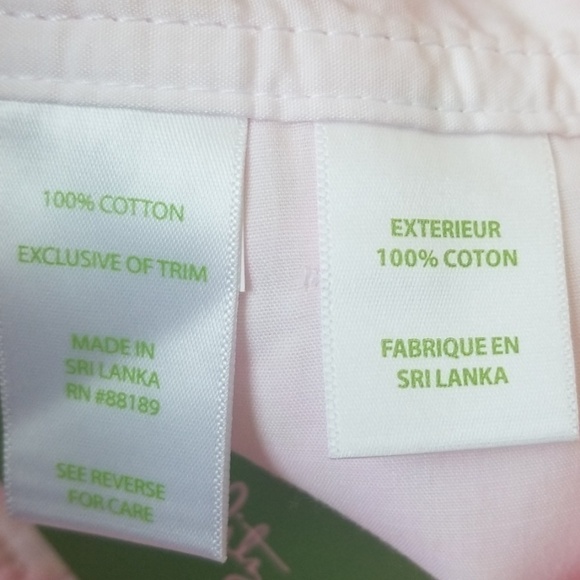 100% COTTON
EXCLUSIVE OF TRIM
MADE IN
SRI LANKA
RN #88189
SEE REVERSE
FOR CARE
EXTERIEUR
100% COTON
FABRIQUE EN
SRI LANKA